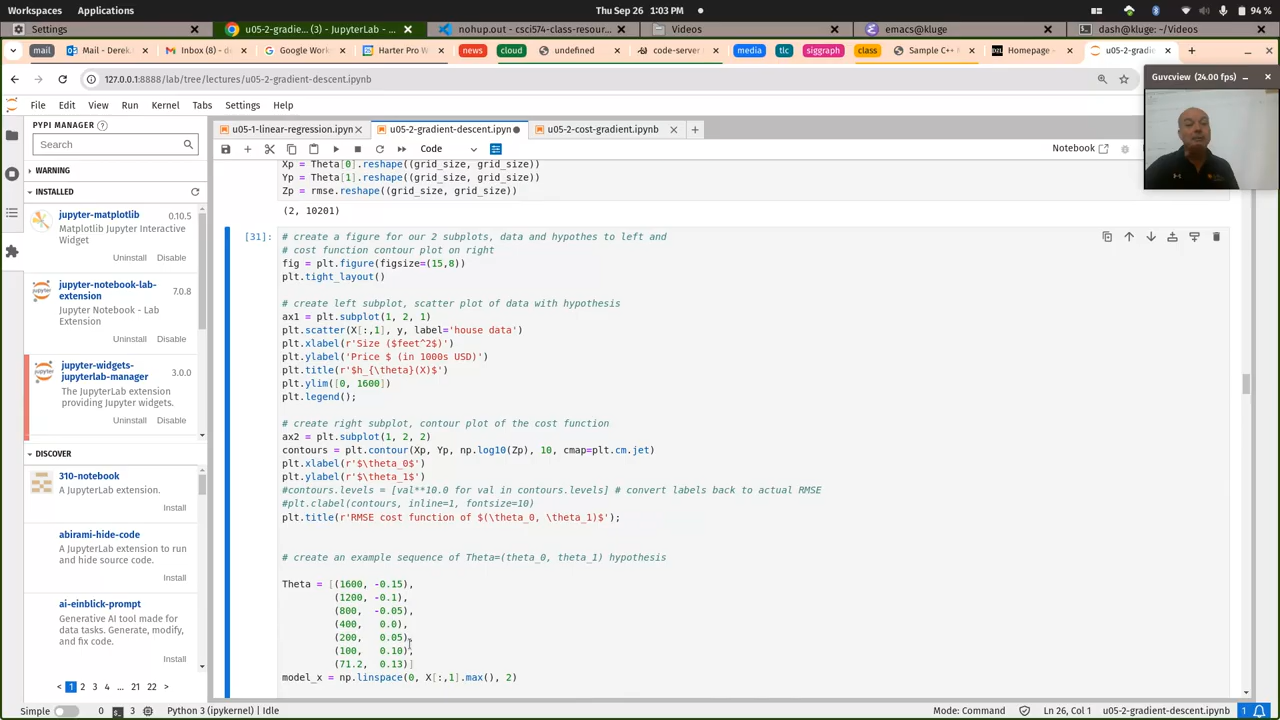 Workspaces Applications Thu Sep 26 1:03 PM 94 %
Settings u05-2-gradie... (3) - JupyterLab - ... nohup.out - csci574-class-resour... Videos emacs@kluge dash@kluge: ~/Videos
mail Mail - Derek Inbox (8) - d Google Work Harter Pro W news cloud undefined code-server media tlc siggraph class Sample C++ Homepage - u05-2-gradi
127.0.0.1:8888/lab/tree/lectures/u05-2-gradient-descent.ipynb
Guvcview (24.00 fps)
File Edit View Run Kernel Tabs Settings Help
PYPI MANAGER ?
Search
WARNING
INSTALLED
jupyter-matplotlib 0.10.5
Matplotlib Jupyter Interactive
Widget
Uninstall Disable
jupyter-notebook-lab-
extension 7.0.8
Jupyter Notebook - Lab
Extension
Uninstall Disable
jupyter-widgets-
jupyterlab-manager 3.0.0
The JupyterLab extension
providing Jupyter widgets.
Uninstall Disable
DISCOVER
310-notebook
A JupyterLab extension.
Install
abirami-hide-code
A JupyterLab extension to run
and hide source code.
Install
ai-einblick-prompt
Generative AI tool made for
data tasks. Generate, modify,
and fix code.
Install
< 1 2 3 4 ... 21 22 >
u05-1-linear-regression.ipyn u05-2-gradient-descent.ipyn u05-2-cost-gradient.ipynb
Code Notebook
Xp = Theta[0].reshape((grid_size, grid_size))
Yp = Theta[1].reshape((grid_size, grid_size))
Zp = rmse.reshape((grid_size, grid_size))
(2, 10201)
[31]: # create a figure for our 2 subplots, data and hypothes to left and
# cost function contour plot on right
fig = plt.figure(figsize=(15,8))
plt.tight_layout()
# create left subplot, scatter plot of data with hypothesis
ax1 = plt.subplot(1, 2, 1)
plt.scatter(X[:,1], y, label='house data')
plt.xlabel(r'Size ($feet^2$)')
plt.ylabel('Price $ (in 1000s USD)')
plt.title(r'$h_{\theta}(X)$')
plt.ylim([0, 1600])
plt.legend();
# create right subplot, contour plot of the cost function
ax2 = plt.subplot(1, 2, 2)
contours = plt.contour(Xp, Yp, np.log10(Zp), 10, cmap=plt.cm.jet)
plt.xlabel(r'$\theta_0$')
plt.ylabel(r'$\theta_1$')
#contours.levels = [val**10.0 for val in contours.levels] # convert labels back to actual RMSE
#plt.clabel(contours, inline=1, fontsize=10)
plt.title(r'RMSE cost function of $(\theta_0, \theta_1)$');
# create an example sequence of Theta=(theta_0, theta_1) hypothesis
Theta = [(1600, -0.15),
(1200, -0.1),
(800, -0.05),
(400, 0.0),
(200, 0.05),
(100, 0.10),
(71.2, 0.13)]
model_x = np.linspace(0, X[:,1].max(), 2)
Simple 0 3 Python 3 (ipykernel) | Idle Mode: Command Ln 26, Col 1 u05-2-gradient-descent.ipynb 1